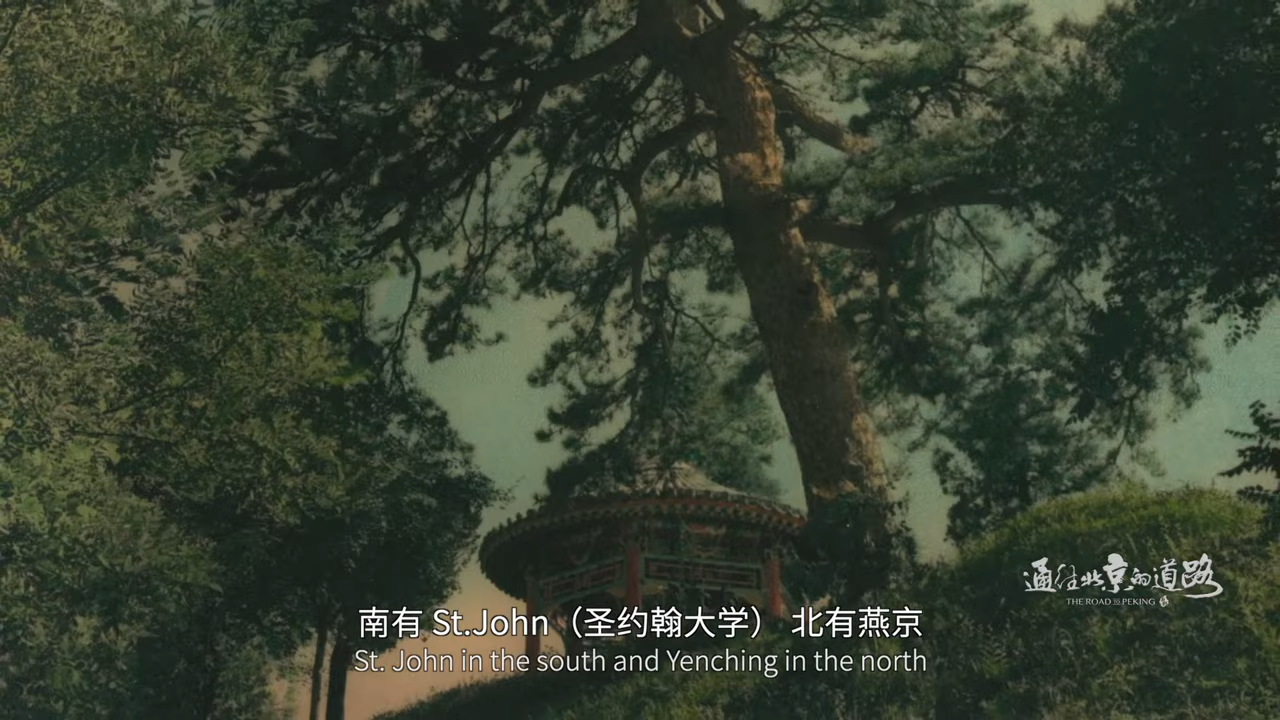 通往北京的道路
THE ROAD TO PEKING
南有 St.John（圣约翰大学） 北有燕京
St. John in the south and Yenching in the north